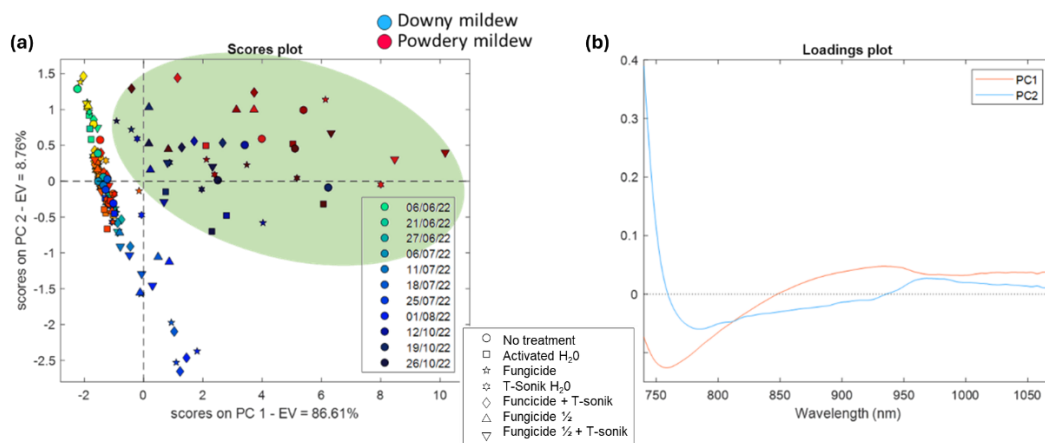 Downy mildew
Powdery mildew
(a)
Scores plot
1.5
1
0.5
0
-0.5
-1
-1.5
-2
-2.5
scores on PC 2 - EV = 8.76%
-2
0
2
4
6
8
10
scores on PC 1 - EV = 86.61%
06/06/22
21/06/22
27/06/22
06/07/22
11/07/22
18/07/22
25/07/22
01/08/22
12/10/22
19/10/22
26/10/22
No treatment
Activated H₂0
Fungicide
T-Sonik H₂0
Funcicide + T-sonik
Fungicide ½
Fungicide ½ + T-sonik
(b)
Loadings plot
PC1
PC2
0.4
0.3
0.2
0.1
0
-0.1
-0.2
750
800
850
900
950
1000
1050
Wavelength (nm)